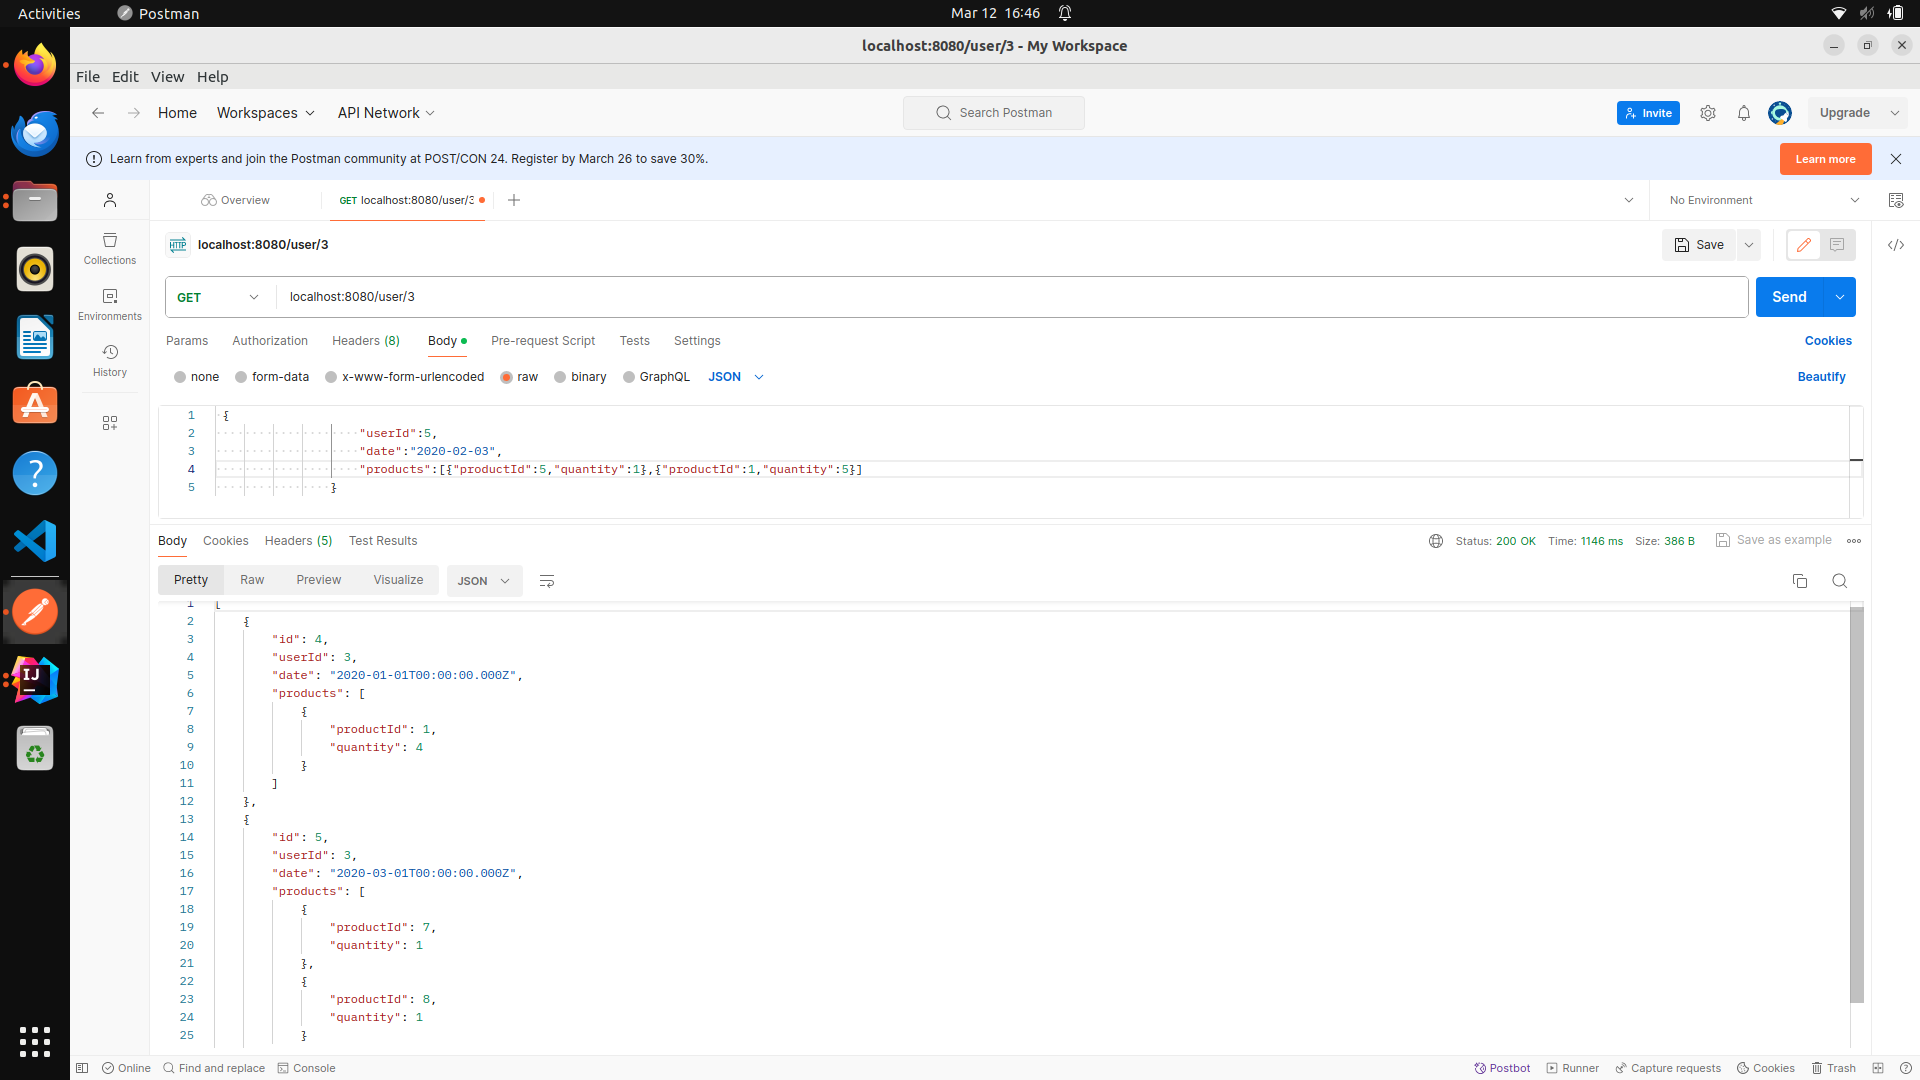 Activities Postman Mar 12 16:46
localhost:8080/user/3 - My Workspace
File Edit View Help
Home Workspaces API Network Search Postman Invite Upgrade
Learn from experts and join the Postman community at POST/CON 24. Register by March 26 to save 30%. Learn more
Overview GET localhost:8080/user/3 No Environment
HTTP localhost:8080/user/3 Save
Collections
GET localhost:8080/user/3 Send
Environments
Params Authorization Headers (8) Body Pre-request Script Tests Settings Cookies
History
none form-data x-www-form-urlencoded raw binary GraphQL JSON Beautify
1 {
2 "userId":5,
3 "date":"2020-02-03",
4 "products":[{"productId":5,"quantity":1},{"productId":1,"quantity":5}]
5 }
Body Cookies Headers (5) Test Results Status: 200 OK Time: 1146 ms Size: 386 B Save as example
Pretty Raw Preview Visualize JSON
1 [
2 {
3 "id": 4,
4 "userId": 3,
5 "date": "2020-01-01T00:00:00.000Z",
6 "products": [
7 {
8 "productId": 1,
9 "quantity": 4
10 }
11 ]
12 },
13 {
14 "id": 5,
15 "userId": 3,
16 "date": "2020-03-01T00:00:00.000Z",
17 "products": [
18 {
19 "productId": 7,
20 "quantity": 1
21 },
22 {
23 "productId": 8,
24 "quantity": 1
25 }
Online Find and replace Console Postbot Runner Capture requests Cookies Trash
IJ